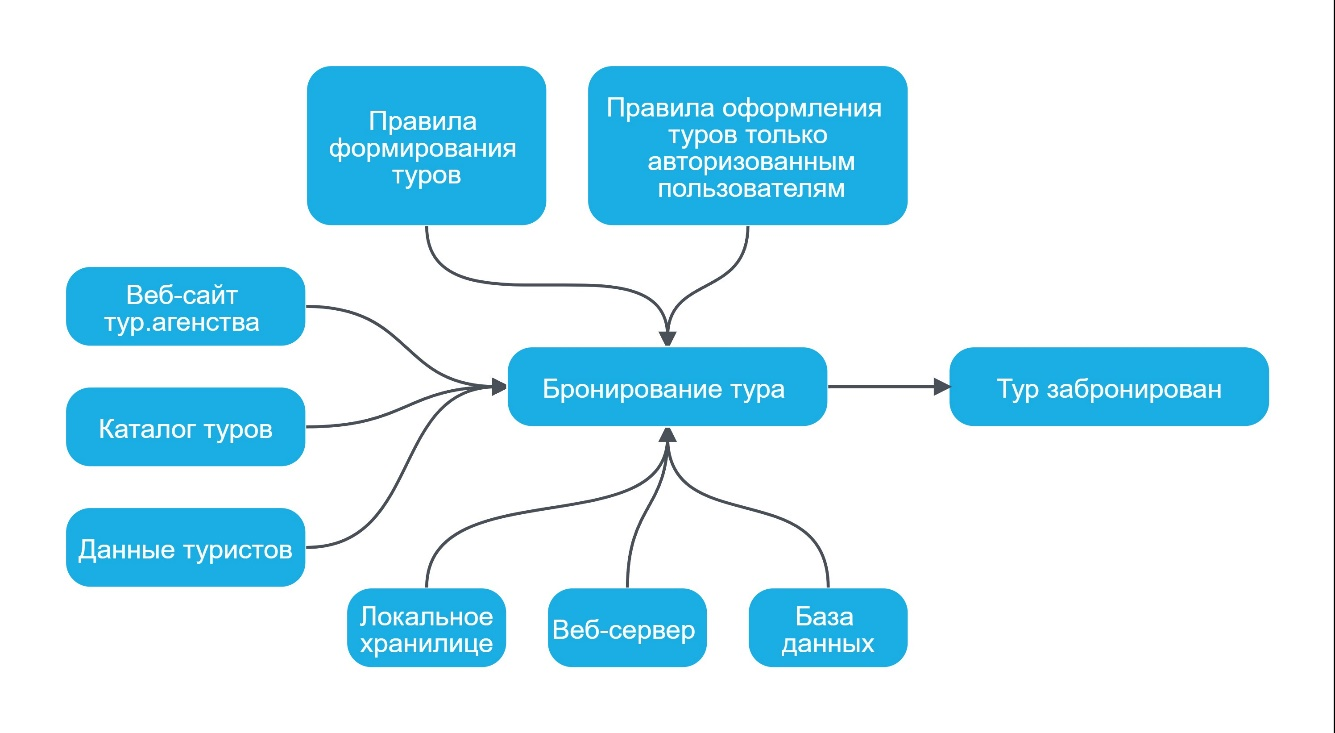 Правила
формирования
туров
Правила оформления
туров только
авторизованным
пользователям
Веб-сайт
тур.агенства
Каталог туров
Данные туристов
Бронирование тура
Тур забронирован
Локальное
хранилице
Веб-сервер
База
данных